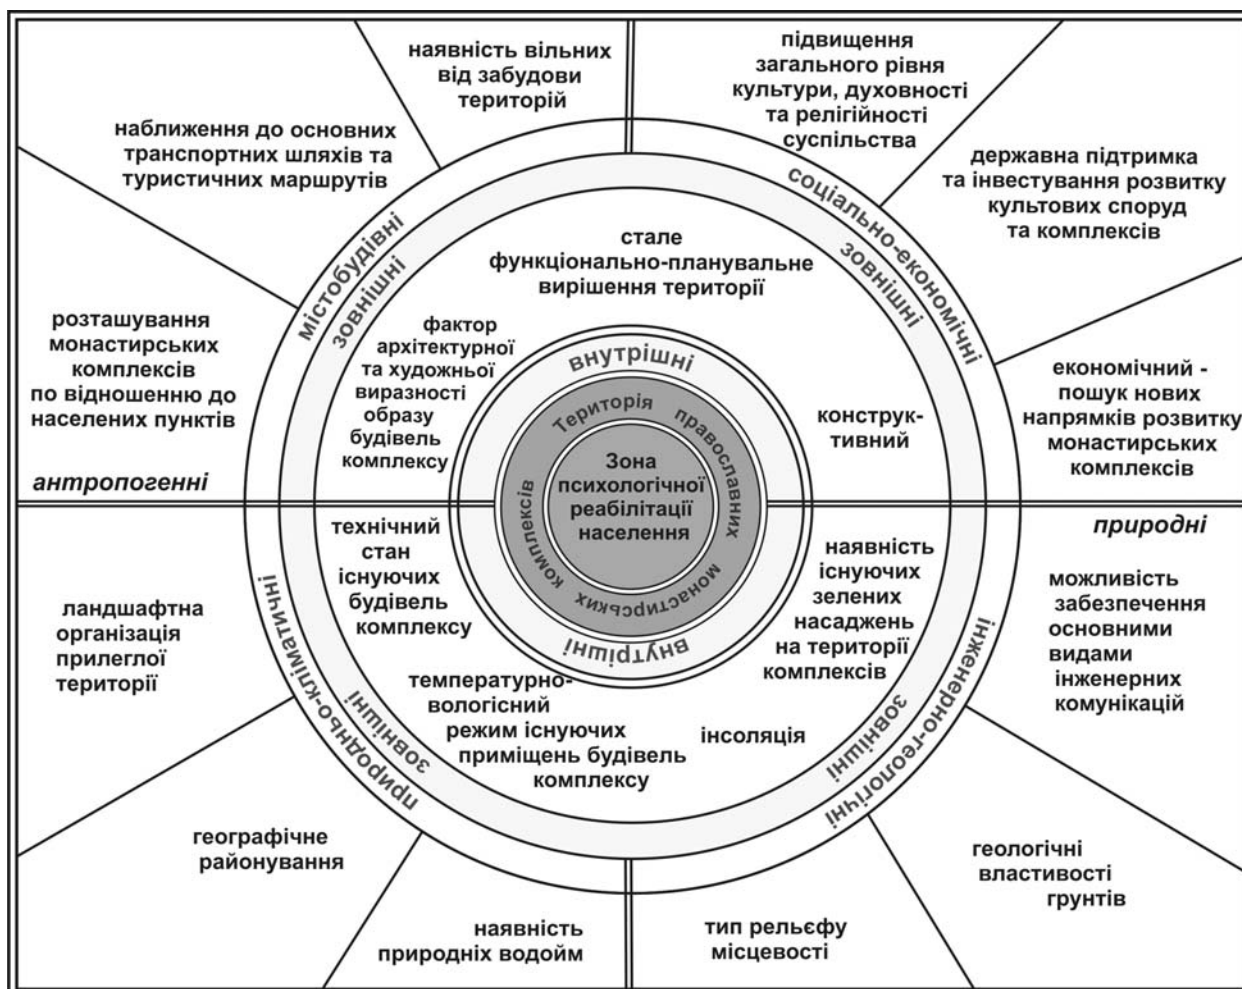 наявність вільних
від забудови
територій
підвищення
загального рівня
культури, духовності
та релігійності
суспільства
наближення до основних
транспортних шляхів та
туристичних маршрутів
державна підтримка
та інвестування розвитку
культових споруд
та комплексів
розташування
монастирських
комплексів
по відношенню до
населених пунктів
економічний -
пошук нових
напрямків розвитку
монастирських
комплексів
антропогенні
природні
містобудівні
соціально-економічні
зовнішні
зовнішні
стале
функціонально-планувальне
вирішення території
фактор
архітектурної
та художньої
виразності
образу
будівель
комплексу
конструк-
тивний
внутрішні
Територія православних
монастирських комплексів
Зона
психологічної
реабілітації
населення
внутрішні
технічний
стан
існуючих
будівель
комплексу
наявність
існуючих
зелених
насаджень
на території
комплексів
температурно-
вологісний
режим існуючих
приміщень будівель
комплексу
інсоляція
зовнішні
зовнішні
природньо-кліматичні
інженерно-геологічні
ландшафтна
організація
прилеглої
території
можливість
забезпечення
основними
видами
інженерних
комунікацій
географічне
районування
геологічні
властивості
грунтів
наявність
природніх водойм
тип рельєфу
місцевості